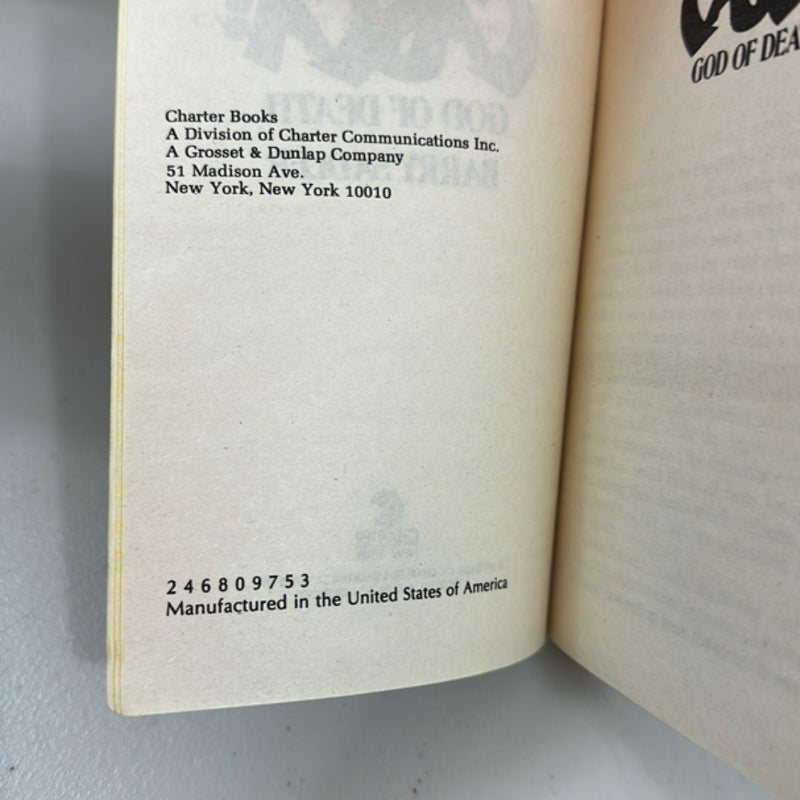 Charter Books
A Division of Charter Communications Inc.
A Grosset & Dunlap Company
51 Madison Ave.
New York, New York 10010
2 4 6 8 0 9 7 5 3
Manufactured in the United States of America
GOD OF DEA